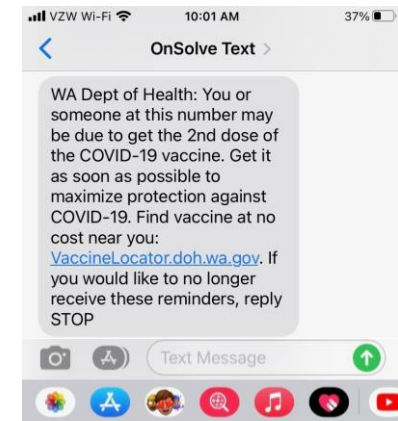 VZW Wi-Fi 10:01 AM 37%
OnSolve Text >
WA Dept of Health: You or
someone at this number may
be due to get the 2nd dose of
the COVID-19 vaccine. Get it
as soon as possible to
maximize protection against
COVID-19. Find vaccine at no
cost near you:
VaccineLocator.doh.wa.gov. If
you would like to no longer
receive these reminders, reply
STOP
Text Message